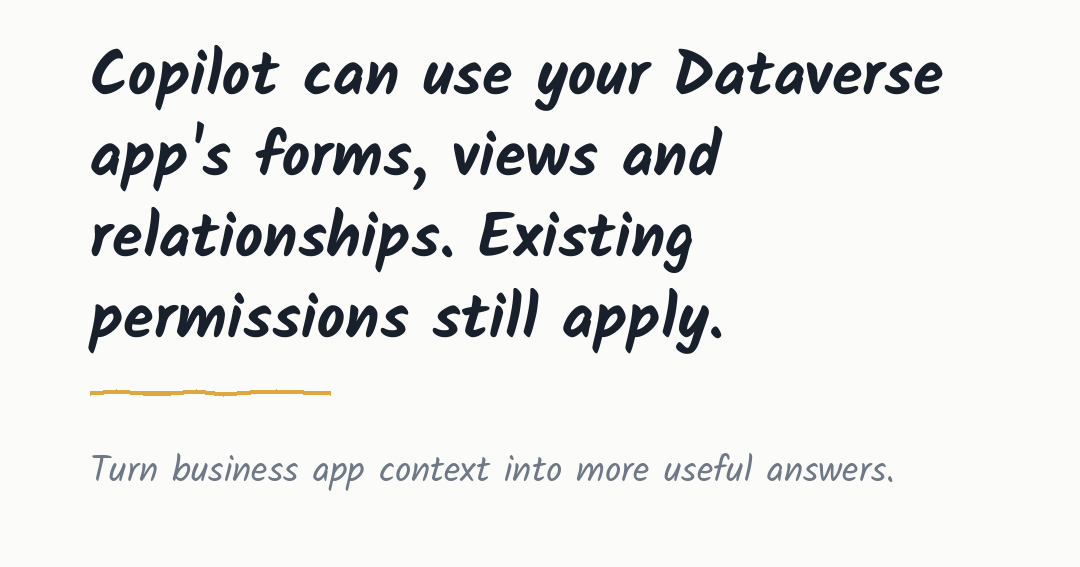 Copilot can use your Dataverse
app's forms, views and
relationships. Existing
permissions still apply.
Turn business app context into more useful answers.